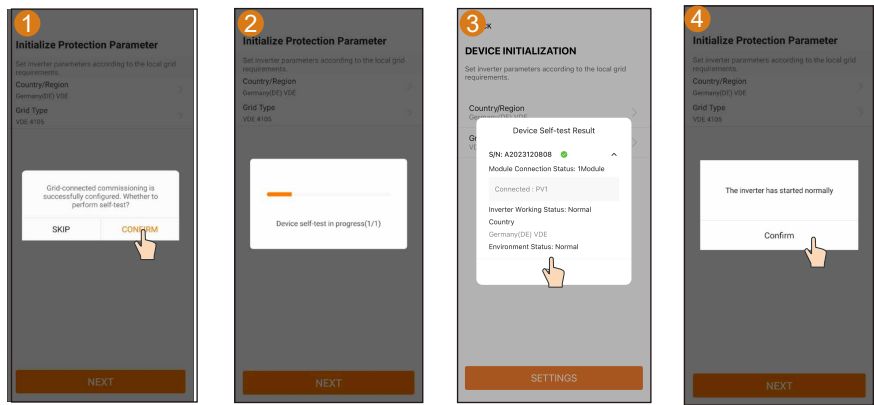 1
Initialize Protection Parameter
Set inverter parameters according to the local grid
requirements.
Country/Region
Germany(DE) VDE
Grid Type
VDE 4105
Grid-connected commissioning is
successfully configured. Whether to
perform self-test?
SKIP
CONFIRM
NEXT
2
Initialize Protection Parameter
Set inverter parameters according to the local grid
requirements.
Country/Region
Germany(DE) VDE
Grid Type
VDE 4105
Device self-test in progress(1/1)
NEXT
3
DEVICE INITIALIZATION
Set inverter parameters according to the local grid
requirements.
Country/Region
Germany(DE) VDE
Device Self-test Result
S/N: A2023120808
Module Connection Status: 1Module
Connected : PV1
Inverter Working Status: Normal
Country
Germany(DE) VDE
Environment Status: Normal
SETTINGS
4
Initialize Protection Parameter
Set inverter parameters according to the local grid
requirements.
Country/Region
Germany(DE) VDE
Grid Type
VDE 4105
The inverter has started normally
Confirm
NEXT